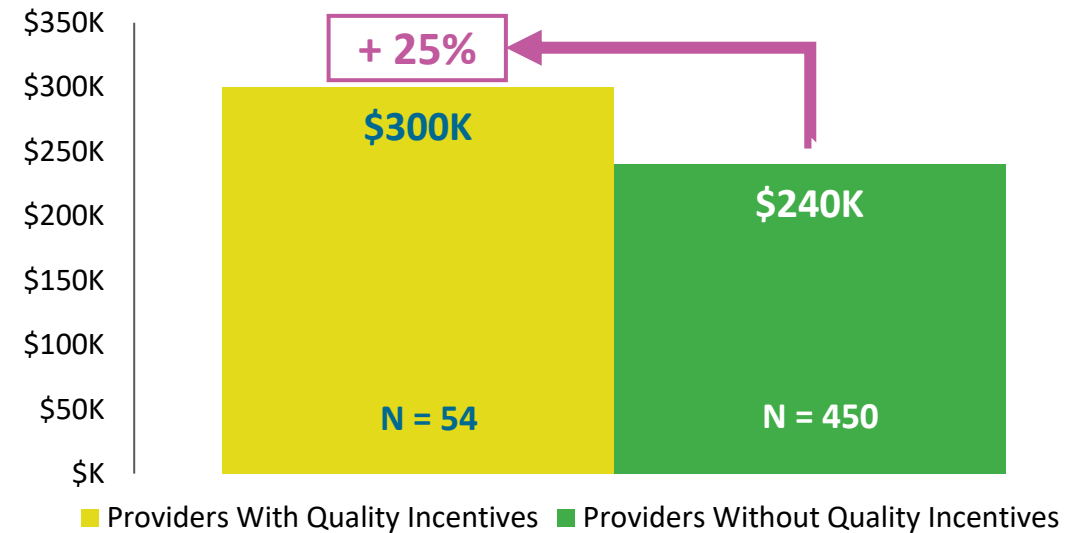 $350K
$300K
$250K
$200K
$150K
$100K
$50K
$K
+ 25%
$300K
$240K
N = 54
N = 450
Providers With Quality Incentives
Providers Without Quality Incentives